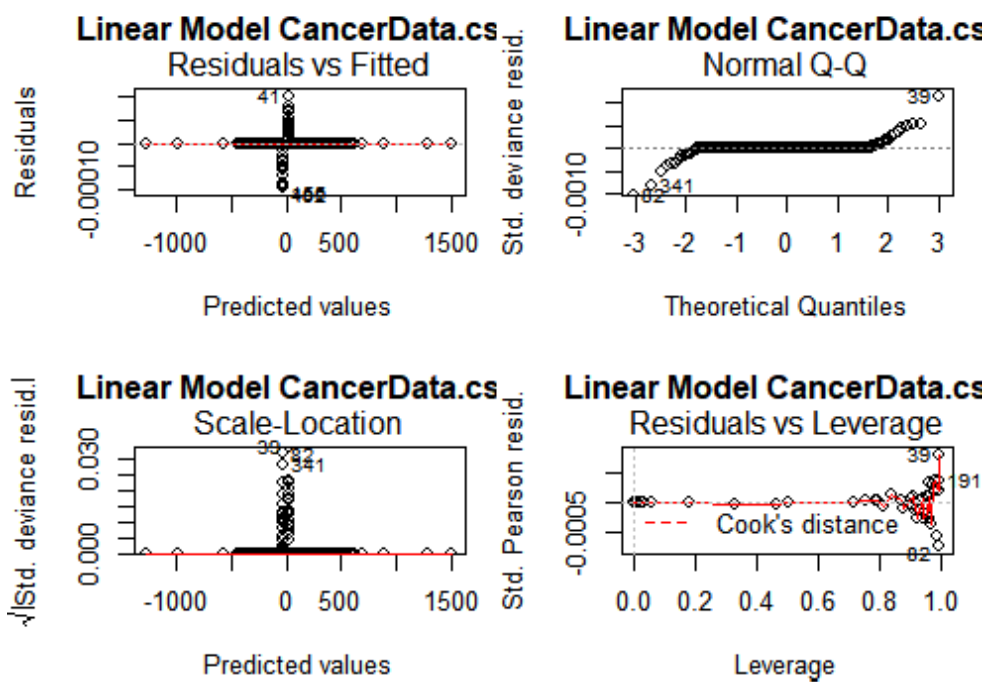 Linear Model CancerData.cs
Residuals vs Fitted
Residuals
-0.00010
41
-1000 0 500 1500
Predicted values
Linear Model CancerData.cs
Normal Q-Q
Std. deviance resid.
-0.0010
39
341
82
-3 -2 -1 0 1 2 3
Theoretical Quantiles
Linear Model CancerData.cs
Scale-Location
√|Std. deviance resid.|
0.000 0.030
39
82
341
-1000 0 500 1500
Predicted values
Linear Model CancerData.cs
Residuals vs Leverage
Std. Pearson resid.
-0.0005
39
191
Cook's distance
82
0.0 0.2 0.4 0.6 0.8 1.0
Leverage